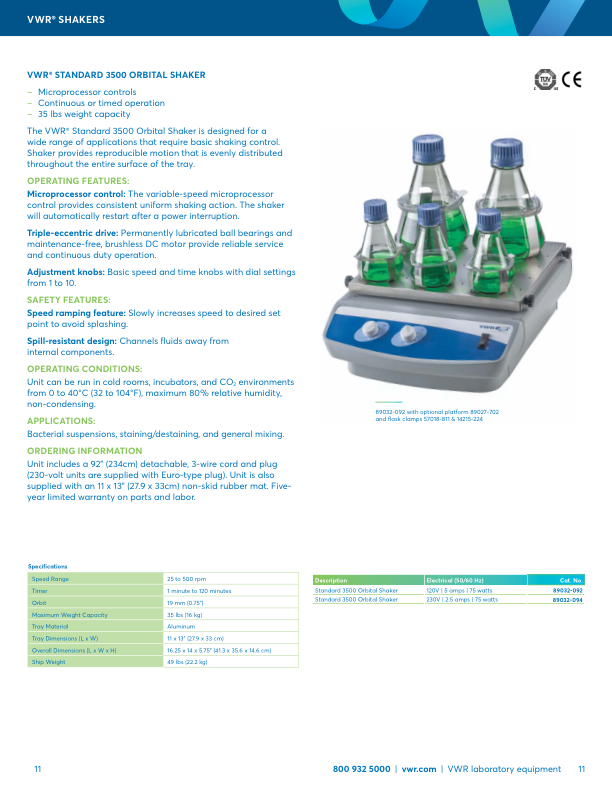 VWR® SHAKERS
VWR® STANDARD 3500 ORBITAL SHAKER
– Microprocessor controls
– Continuous or timed operation
– 35 lbs weight capacity
The VWR® Standard 3500 Orbital Shaker is designed for a
wide range of applications that require basic shaking control.
Shaker provides reproducible motion that is evenly distributed
throughout the entire surface of the tray.
OPERATING FEATURES:
Microprocessor control: The variable-speed microprocessor
control provides consistent uniform shaking action. The shaker
will automatically restart after a power interruption.
Triple-eccentric drive: Permanently lubricated ball bearings and
maintenance-free, brushless DC motor provide reliable service
and continuous duty operation.
Adjustment knobs: Basic speed and time knobs with dial settings
from 1 to 10.
SAFETY FEATURES:
Speed ramping feature: Slowly increases speed to desired set
point to avoid splashing.
Spill-resistant design: Channels fluids away from
internal components.
OPERATING CONDITIONS:
Unit can be run in cold rooms, incubators, and CO₂ environments
from 0 to 40°C (32 to 104°F), maximum 80% relative humidity,
non-condensing.
APPLICATIONS:
Bacterial suspensions, staining/destaining, and general mixing.
ORDERING INFORMATION
Unit includes a 92" (234cm) detachable, 3-wire cord and plug
(230-volt units are supplied with Euro-type plug). Unit is also
supplied with an 11 x 13" (27.9 x 33cm) non-skid rubber mat. Five-
year limited warranty on parts and labor.
TUV
CE
VWR
89032-092 with optional platform 89027-702
and flask clamps 57018-811 & 14215-224
Specifications
Speed Range 25 to 500 rpm
Timer 1 minute to 120 minutes
Orbit 19 mm (0.75")
Maximum Weight Capacity 35 lbs (16 kg)
Tray Material Aluminum
Tray Dimensions (L x W) 11 x 13" (27.9 x 33 cm)
Overall Dimensions (L x W x H) 16.25 x 14 x 5.75" (41.3 x 35.6 x 14.6 cm)
Ship Weight 49 lbs (22.2 kg)
Description Electrical (50/60 Hz) Cat. No.
Standard 3500 Orbital Shaker 120V | 5 amps | 75 watts 89032-092
Standard 3500 Orbital Shaker 230V | 2.5 amps | 75 watts 89032-094
11
800 932 5000 | vwr.com | VWR laboratory equipment 11